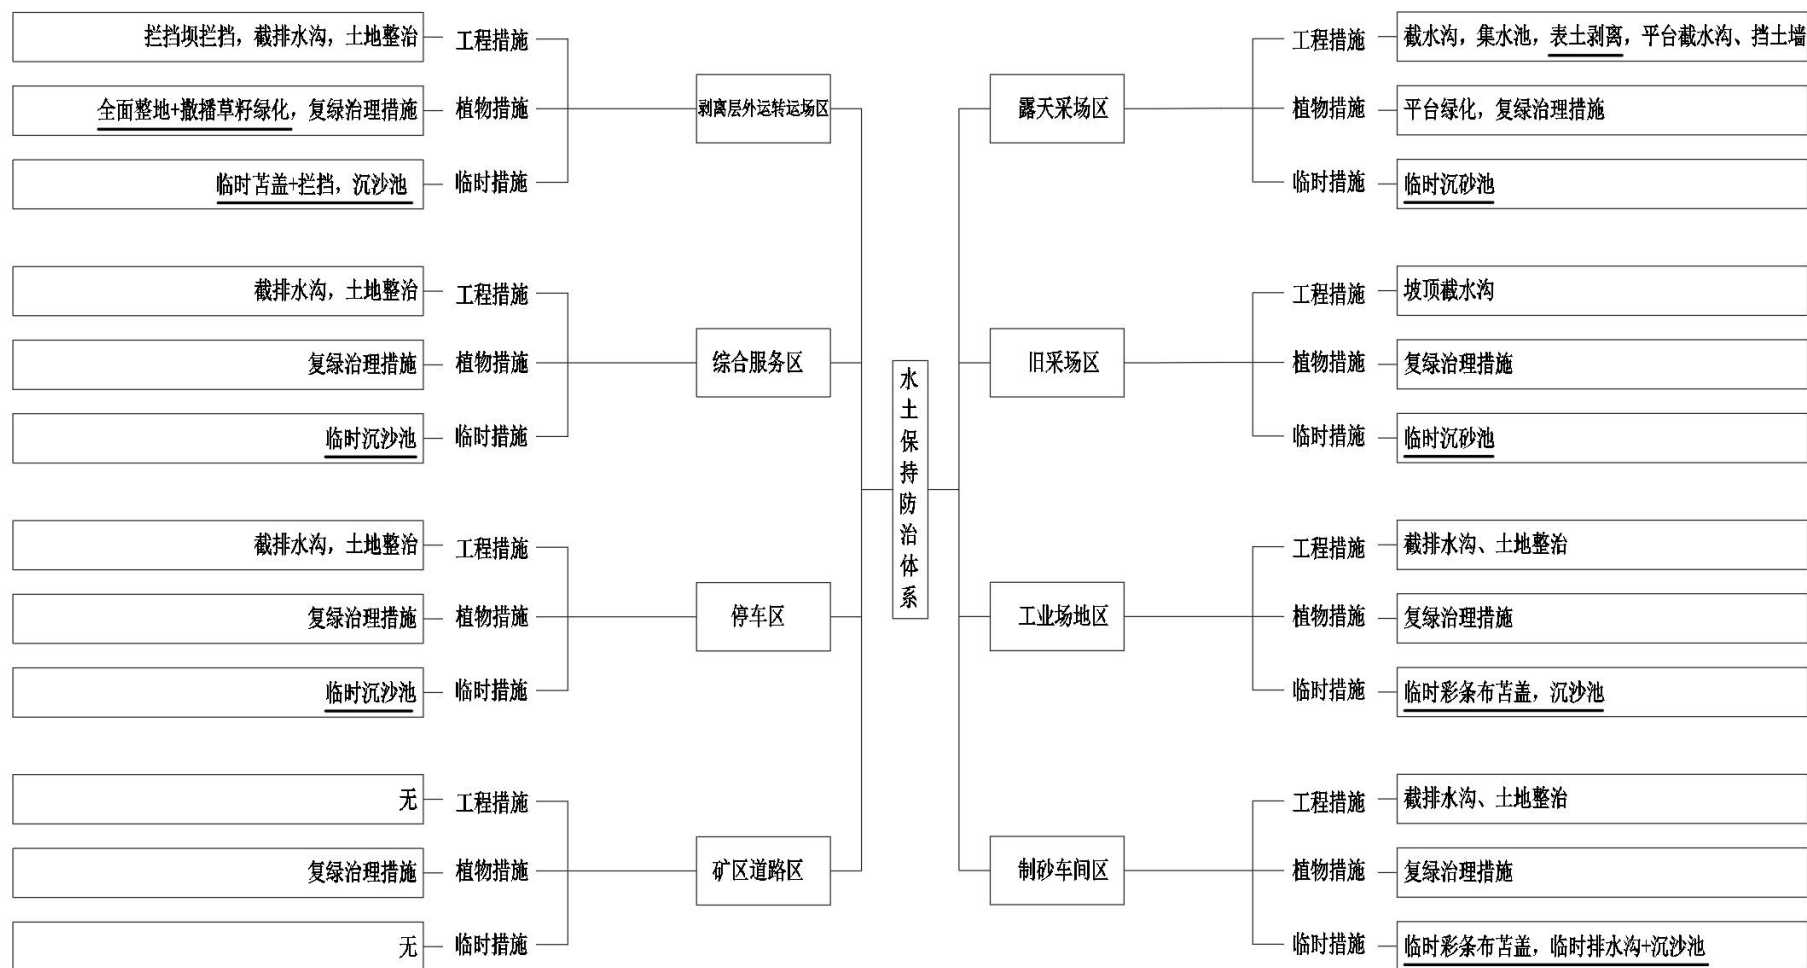 拦挡坝拦挡，截排水沟，土地整治
工程措施
全面整地+撒播草籽绿化，复绿治理措施
植物措施
剥离层外运转运场区
临时苫盖+拦挡，沉沙池
临时措施
截排水沟，土地整治
工程措施
复绿治理措施
植物措施
综合服务区
临时沉沙池
临时措施
截排水沟，土地整治
工程措施
复绿治理措施
植物措施
停车区
临时沉沙池
临时措施
无
工程措施
复绿治理措施
植物措施
矿区道路区
无
临时措施
水土保持防治体系
工程措施
截水沟，集水池，表土剥离，平台截水沟、挡土墙
露天采场区
植物措施
平台绿化，复绿治理措施
临时措施
临时沉砂池
工程措施
坡顶截水沟
旧采场区
植物措施
复绿治理措施
临时措施
临时沉砂池
工程措施
截排水沟、土地整治
工业场地区
植物措施
复绿治理措施
临时措施
临时彩条布苫盖，沉沙池
工程措施
截排水沟、土地整治
制砂车间区
植物措施
复绿治理措施
临时措施
临时彩条布苫盖，临时排水沟+沉沙池